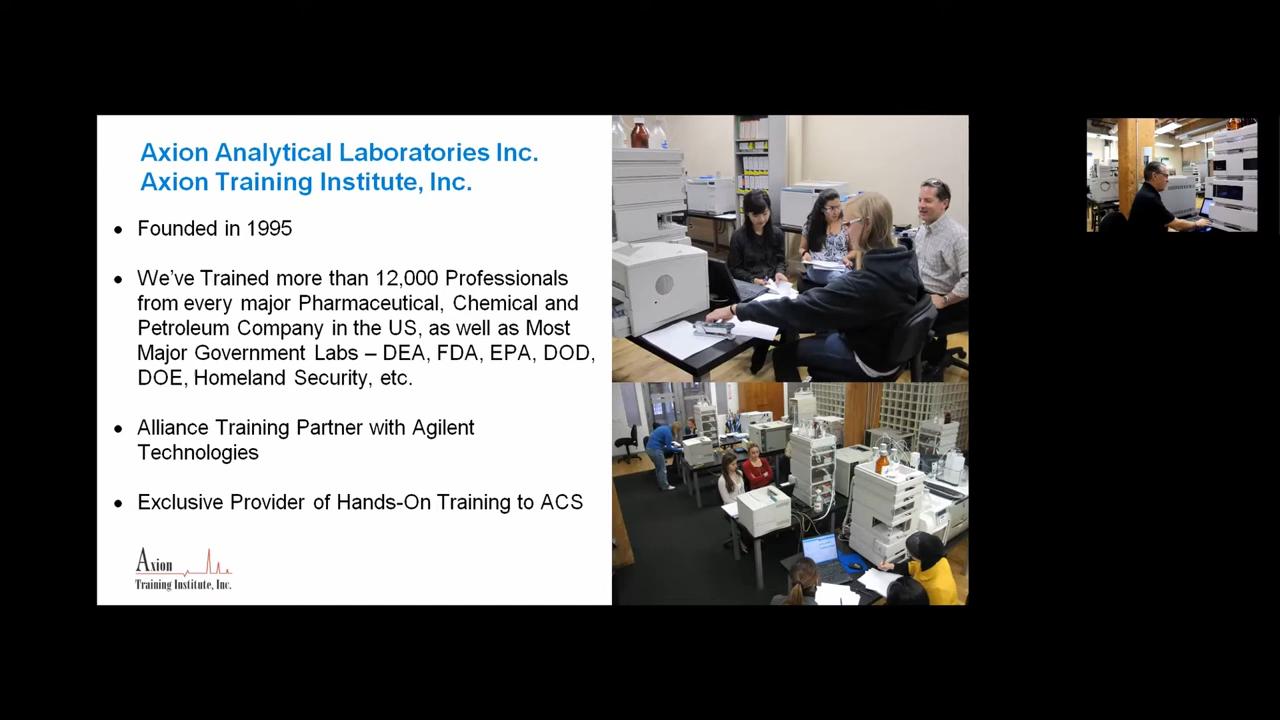 Axion Analytical Laboratories Inc.
Axion Training Institute, Inc.
• Founded in 1995
• We’ve Trained more than 12,000 Professionals
from every major Pharmaceutical, Chemical and
Petroleum Company in the US, as well as Most
Major Government Labs – DEA, FDA, EPA, DOD,
DOE, Homeland Security, etc.
• Alliance Training Partner with Agilent
Technologies
• Exclusive Provider of Hands-On Training to ACS
Axion
Training Institute, Inc.